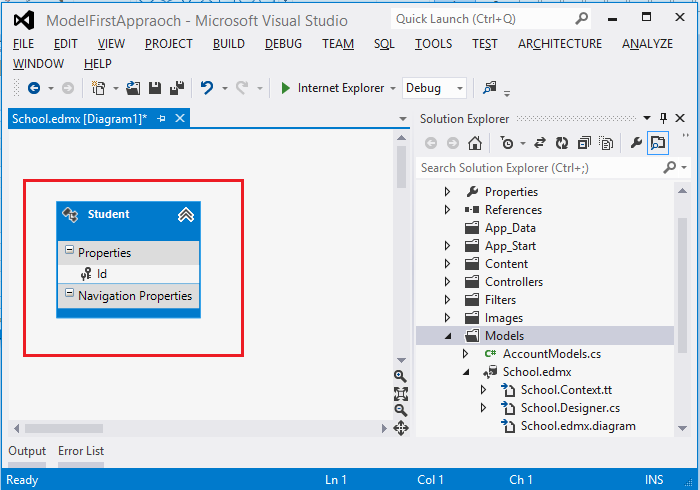 ModelFirstAppraoch - Microsoft Visual Studio
Quick Launch (Ctrl+Q)
FILE EDIT VIEW PROJECT BUILD DEBUG TEAM SQL TOOLS TEST ARCHITECTURE ANALYZE
WINDOW HELP
Internet Explorer Debug
School.edmx [Diagram1]*
Student
Properties
Id
Navigation Properties
Solution Explorer
Search Solution Explorer (Ctrl+;)
Properties
References
App_Data
App_Start
Content
Controllers
Filters
Images
Models
C# AccountModels.cs
School.edmx
School.Context.tt
School.Designer.cs
School.edmx.diagram
Output Error List
Ready Ln 1 Col 1 Ch 1 INS